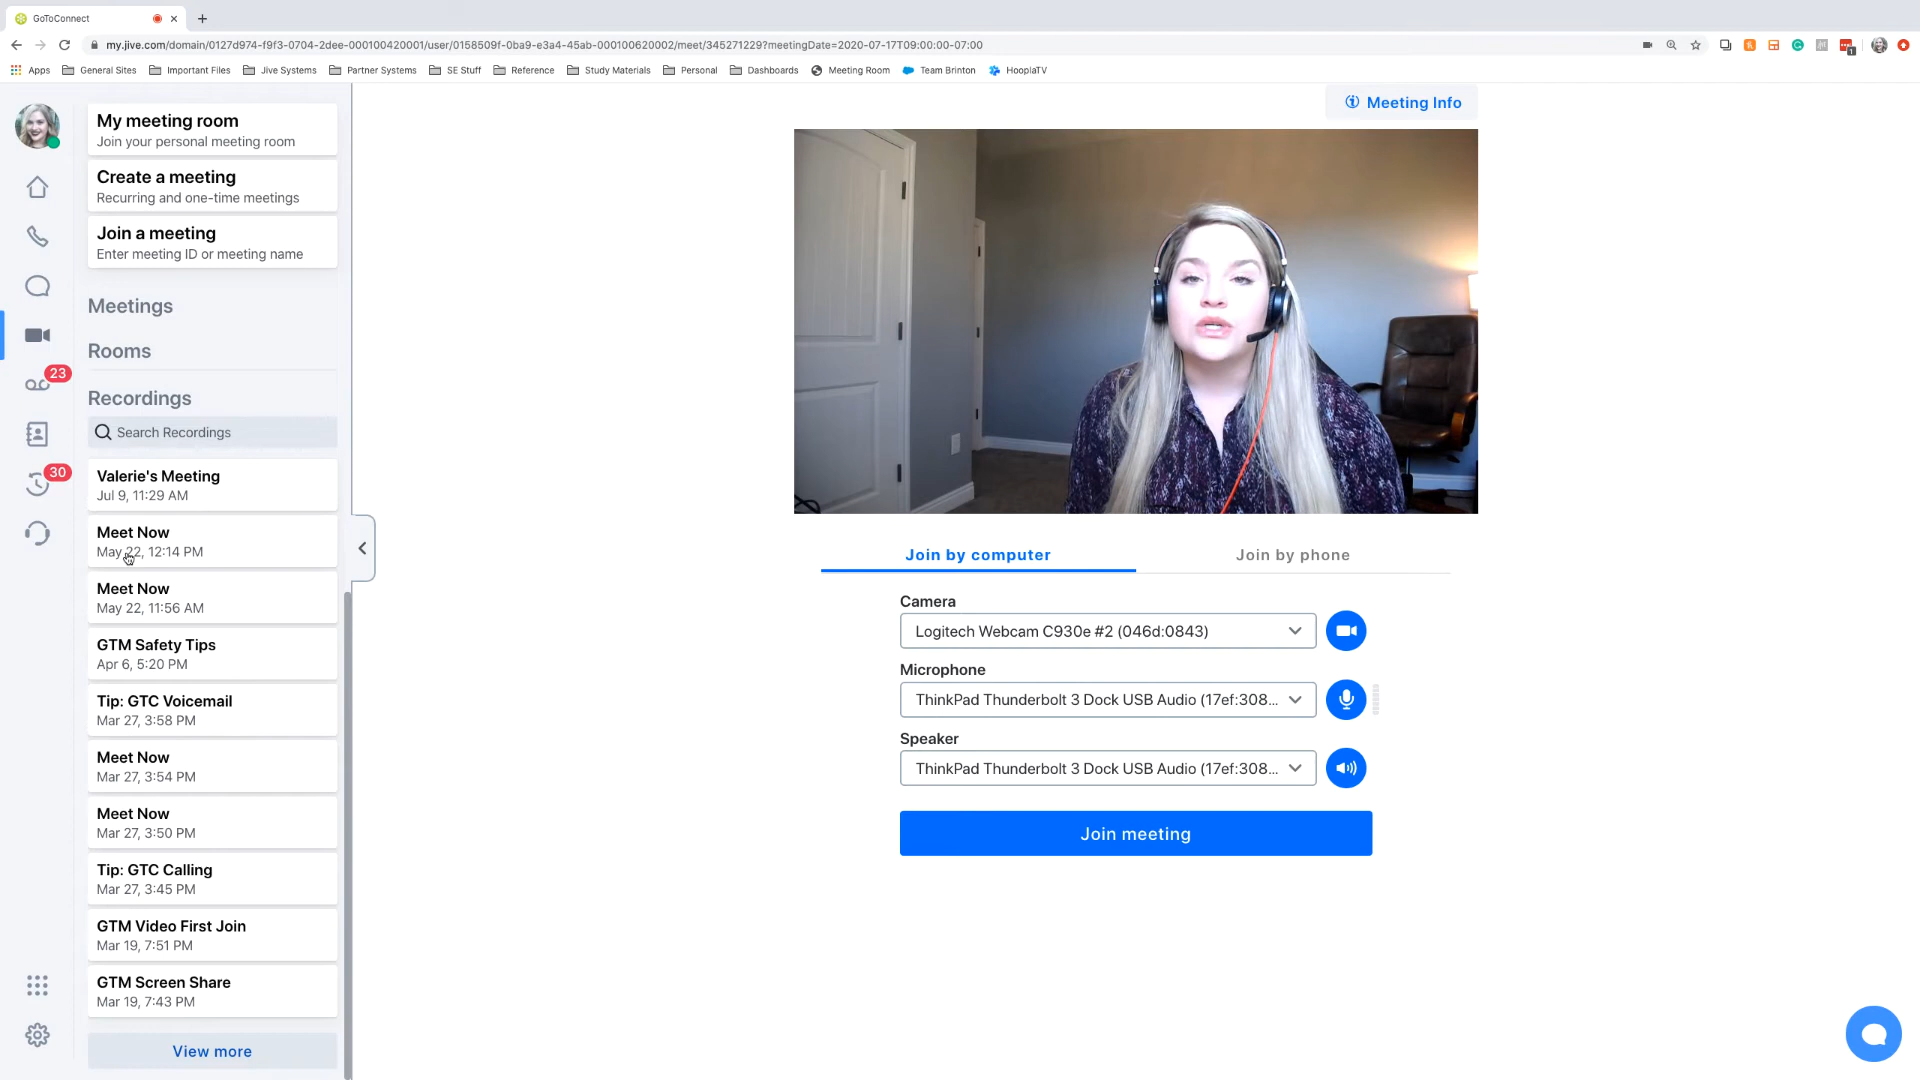 GoToConnect
my.jive.com/domain/0127d974-f9f3-0704-2dee-000100420001/user/0158509f-0ba9-e3a4-45ab-000100620002/meet/345271229?meetingDate=2020-07-17T09:00:00-07:00
Apps General Sites Important Files Jive Systems Partner Systems SE Stuff Reference Study Materials Personal Dashboards Meeting Room Team Brinton HooplaTV
My meeting room
Join your personal meeting room
Create a meeting
Recurring and one-time meetings
Join a meeting
Enter meeting ID or meeting name
Meetings
Rooms
23
Recordings
Search Recordings
30
Valerie's Meeting
Jul 9, 11:29 AM
Meet Now
May 22, 12:14 PM
Meet Now
May 22, 11:56 AM
GTM Safety Tips
Apr 6, 5:20 PM
Tip: GTC Voicemail
Mar 27, 3:58 PM
Meet Now
Mar 27, 3:54 PM
Meet Now
Mar 27, 3:50 PM
Tip: GTC Calling
Mar 27, 3:45 PM
GTM Video First Join
Mar 19, 7:51 PM
GTM Screen Share
Mar 19, 7:43 PM
View more
Meeting Info
Join by computer Join by phone
Camera
Logitech Webcam C930e #2 (046d:0843)
Microphone
ThinkPad Thunderbolt 3 Dock USB Audio (17ef:308...
Speaker
ThinkPad Thunderbolt 3 Dock USB Audio (17ef:308...
Join meeting